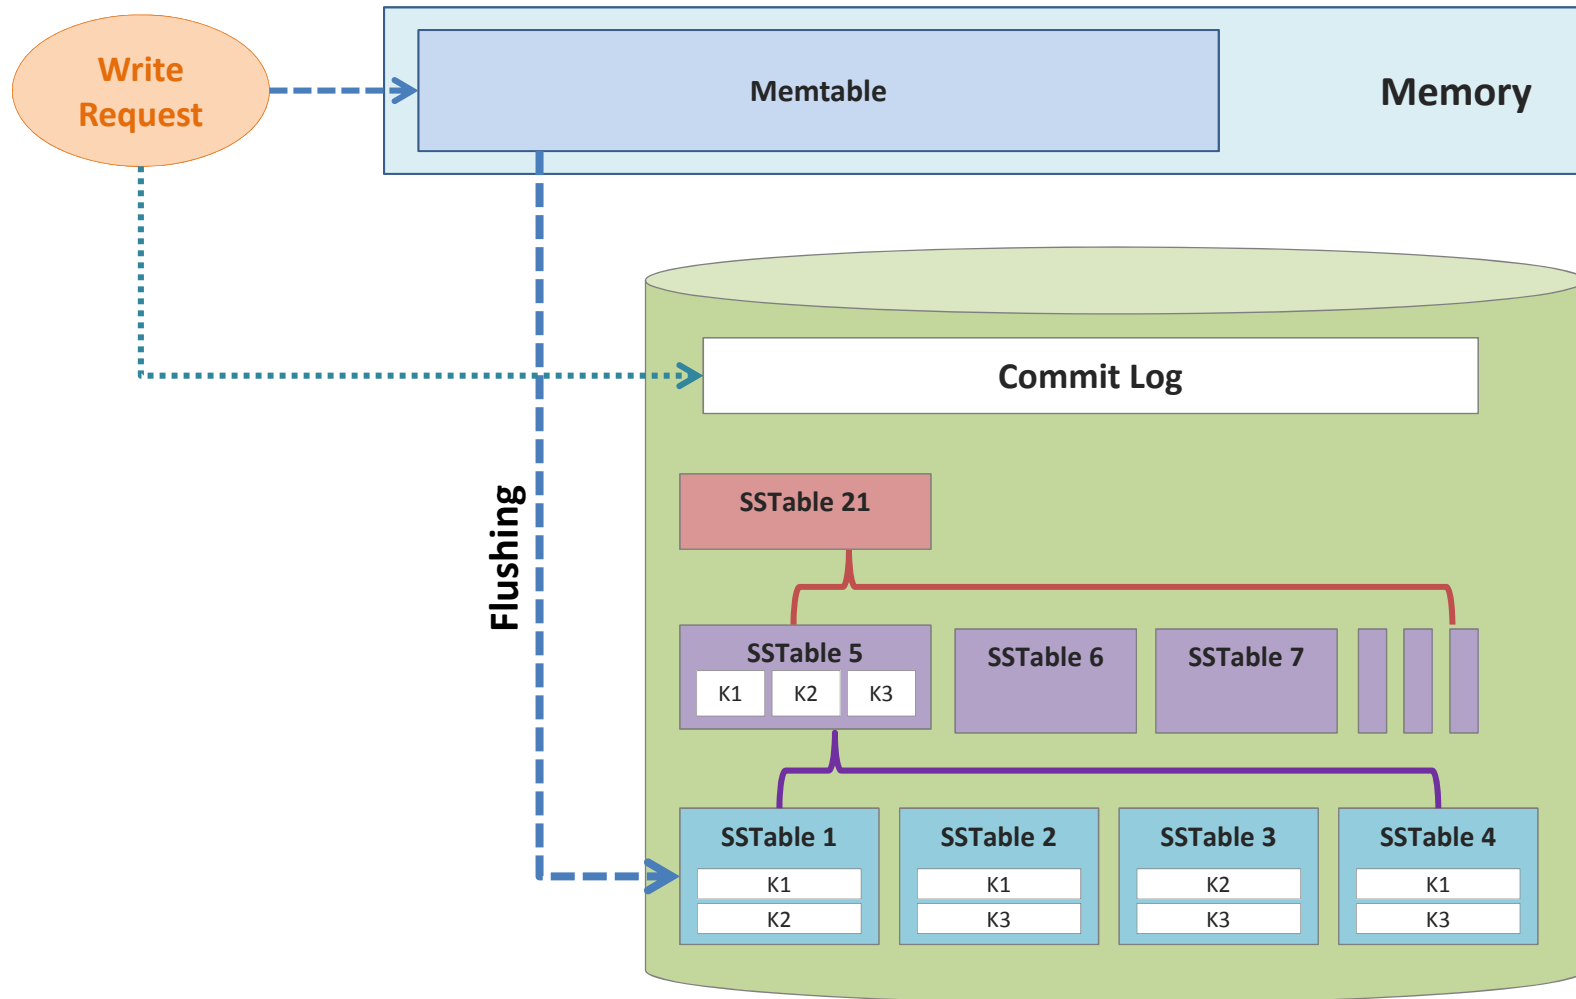 Write
Request
Memtable
Memory
Commit Log
Flushing
SSTable 21
SSTable 5
K1 K2 K3
SSTable 6
SSTable 7
SSTable 1
K1
K2
SSTable 2
K1
K3
SSTable 3
K2
K3
SSTable 4
K1
K3